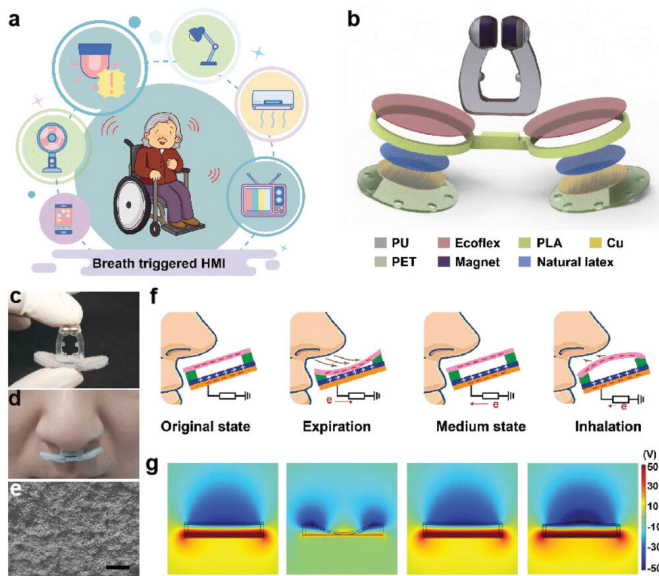 a
Breath triggered HMI
b
PU Ecoflex PLA Cu
PET Magnet Natural latex
c
d
e
f
e e e
Original state Expiration Medium state Inhalation
g
(V)
50
30
10
-10
-30
-50